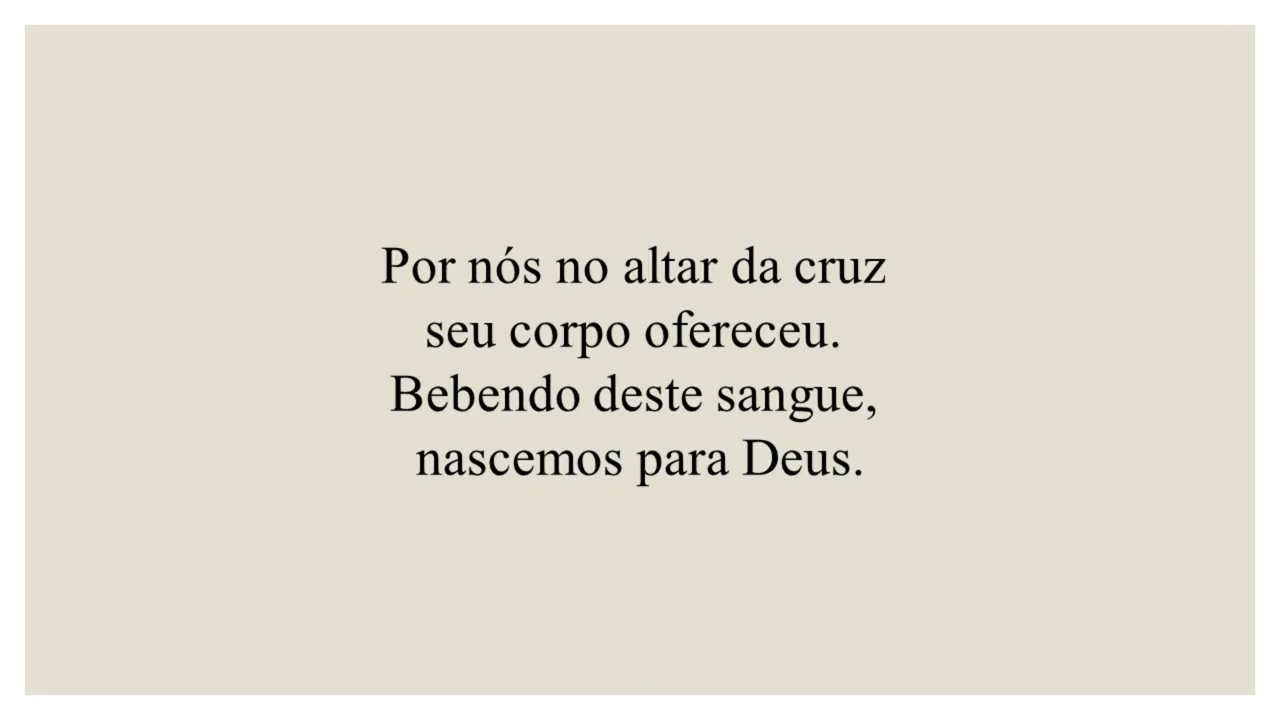 Por nós no altar da cruz
seu corpo ofereceu.
Bebendo deste sangue,
nascemos para Deus.